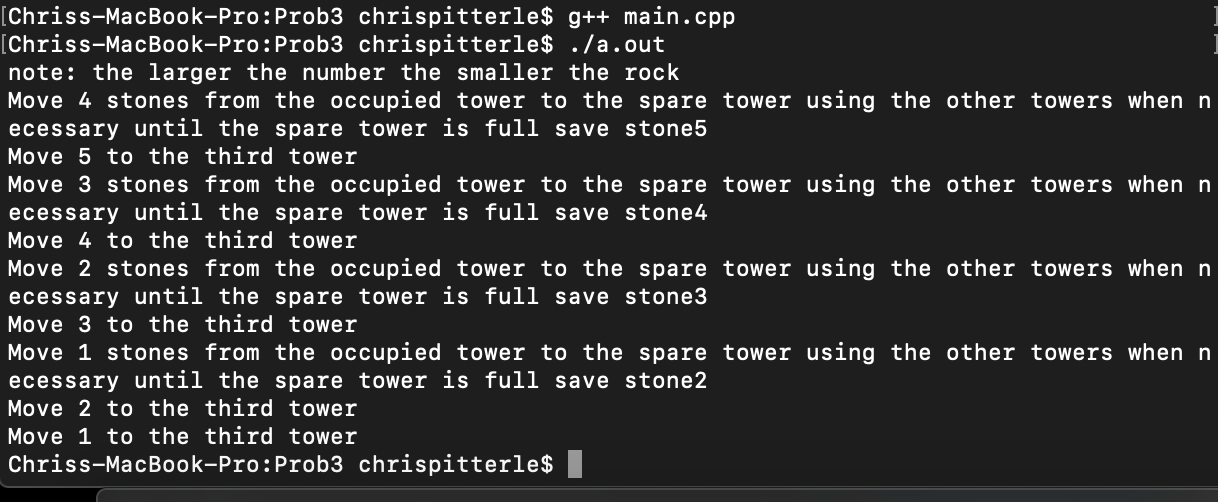 [Chriss-MacBook-Pro:Prob3 chrispitterle$ g++ main.cpp ]
[Chriss-MacBook-Pro:Prob3 chrispitterle$ ./a.out ]
note: the larger the number the smaller the rock
Move 4 stones from the occupied tower to the spare tower using the other towers when n
ecessary until the spare tower is full save stone5
Move 5 to the third tower
Move 3 stones from the occupied tower to the spare tower using the other towers when n
ecessary until the spare tower is full save stone4
Move 4 to the third tower
Move 2 stones from the occupied tower to the spare tower using the other towers when n
ecessary until the spare tower is full save stone3
Move 3 to the third tower
Move 1 stones from the occupied tower to the spare tower using the other towers when n
ecessary until the spare tower is full save stone2
Move 2 to the third tower
Move 1 to the third tower
Chriss-MacBook-Pro:Prob3 chrispitterle$